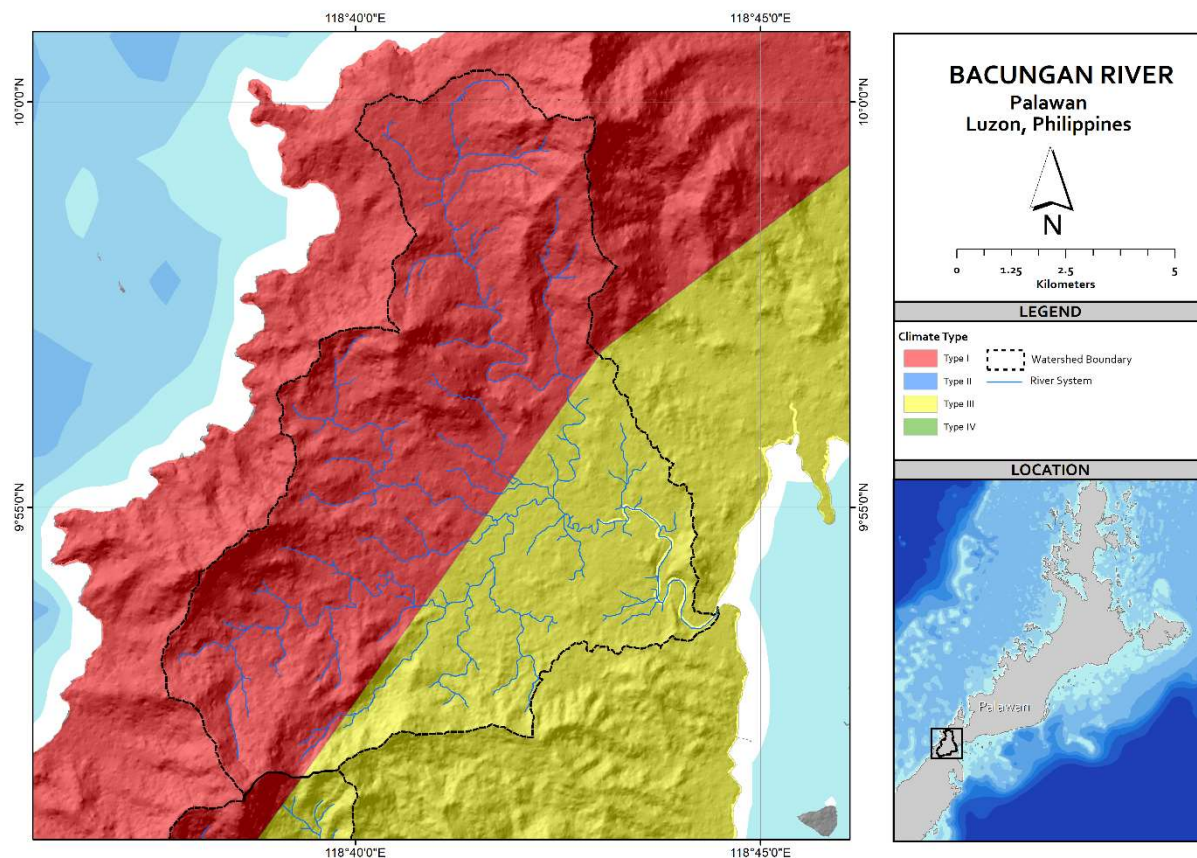 118°40'0"E
118°45'0"E
10°0'0"N
10°0'0"N
9°55'0"N
9°55'0"N
118°40'0"E
118°45'0"E
BACUNGAN RIVER
Palawan
Luzon, Philippines
N
0 1.25 2.5 5
Kilometers
LEGEND
Climate Type
Type I
Type II
Type III
Type IV
Watershed Boundary
River System
LOCATION
Palawan